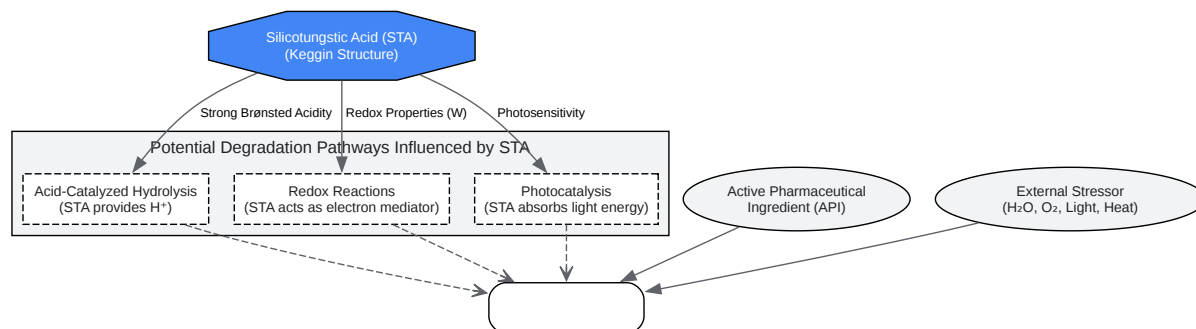 Silicotungstic Acid (STA)
(Keggin Structure)
Strong Brønsted Acidity
Redox Properties (W)
Photosensitivity
Potential Degradation Pathways Influenced by STA
Acid-Catalyzed Hydrolysis
(STA provides H⁺)
Redox Reactions
(STA acts as electron mediator)
Photocatalysis
(STA absorbs light energy)
Active Pharmaceutical
Ingredient (API)
External Stressor
(H₂O, O₂, Light, Heat)